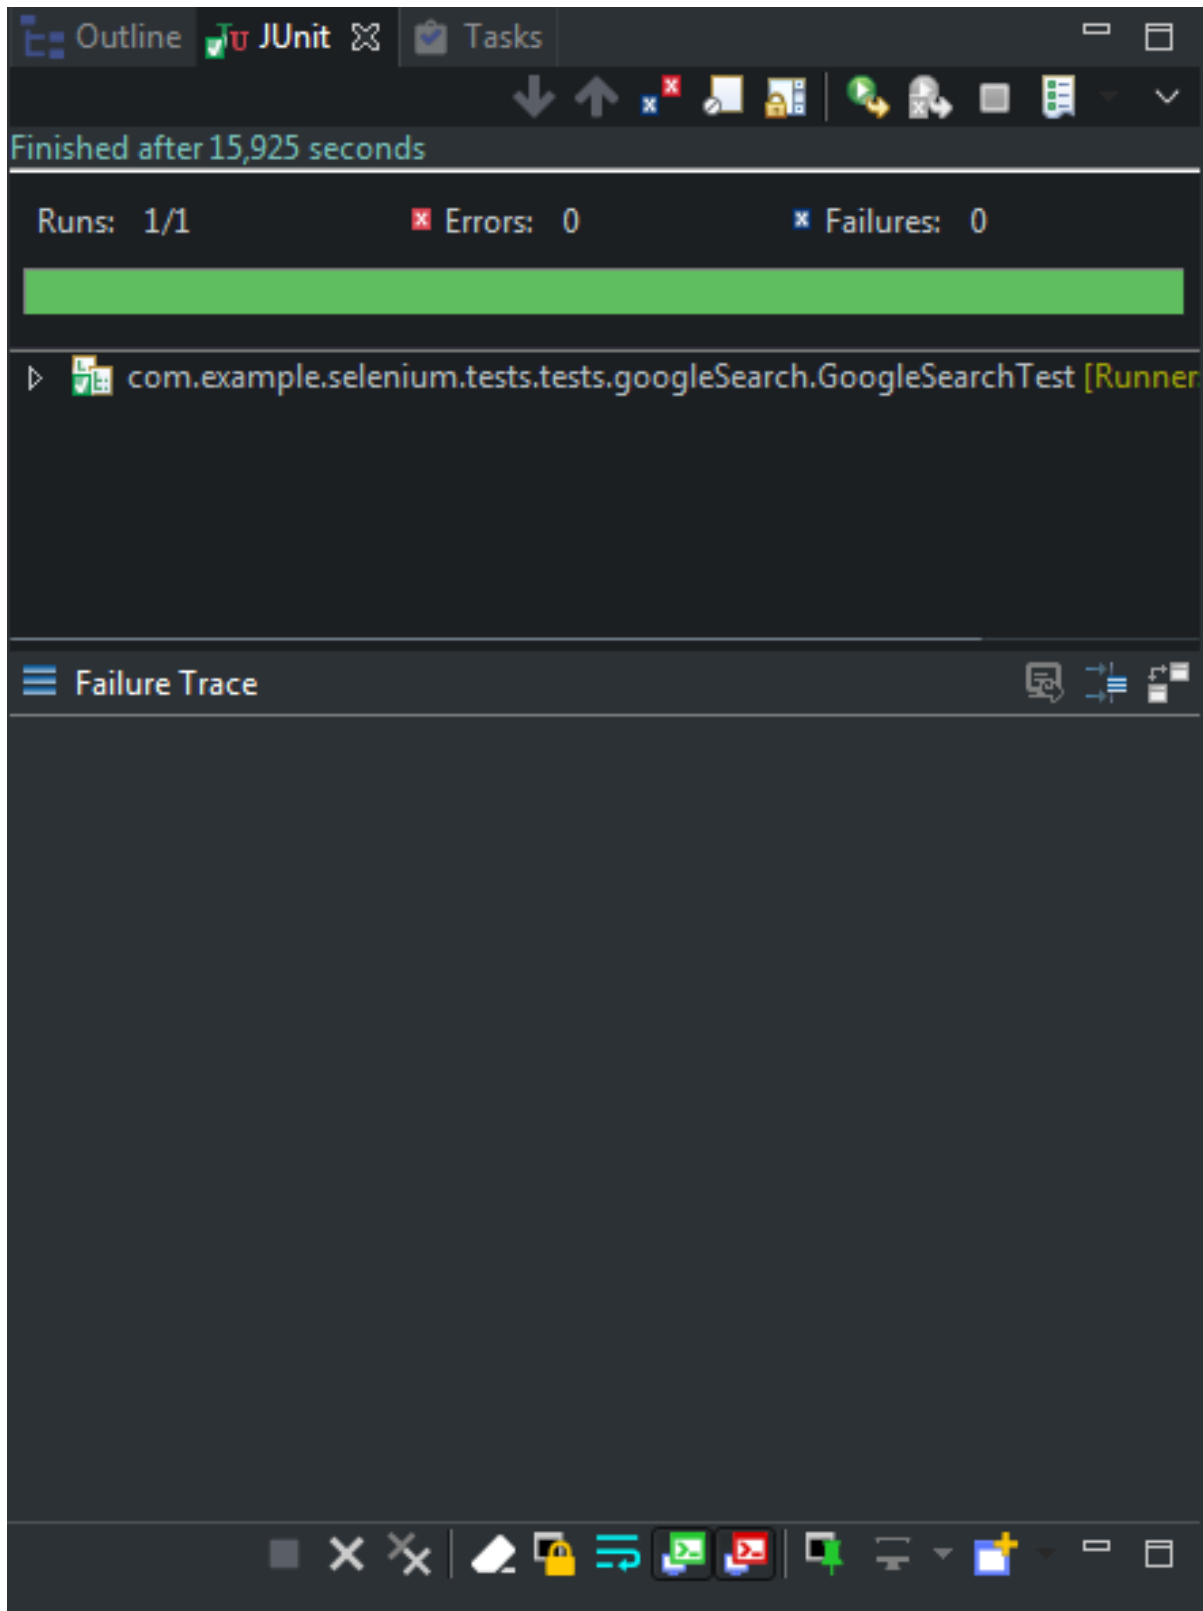 Outline JUnit Tasks
Finished after 15,925 seconds
Runs: 1/1 Errors: 0 Failures: 0
com.example.selenium.tests.tests.googleSearch.GoogleSearchTest [Runner:
Failure Trace